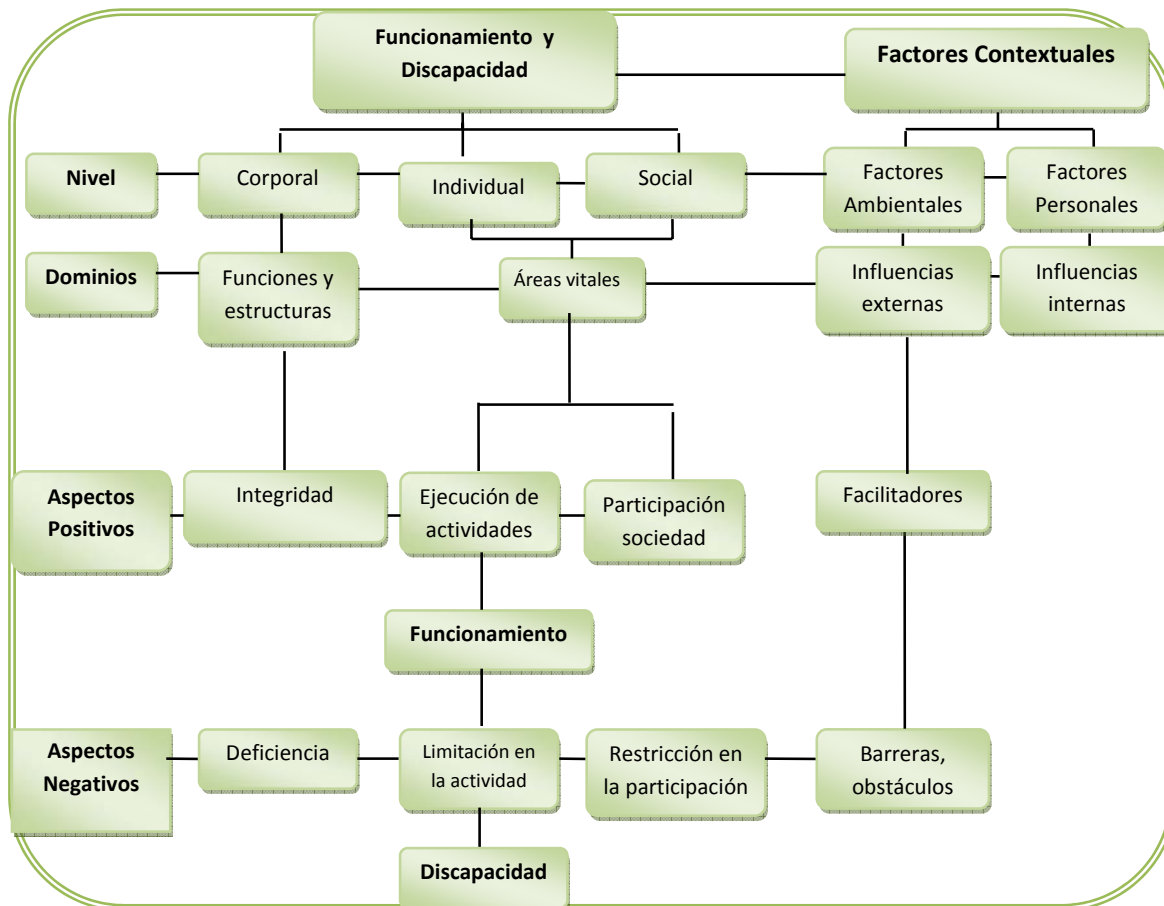 Funcionamiento y
Discapacidad
Factores Contextuales
Nivel
Corporal
Individual
Social
Factores
Ambientales
Factores
Personales
Dominios
Funciones y
estructuras
Áreas vitales
Influencias
externas
Influencias
internas
Aspectos
Positivos
Integridad
Ejecución de
actividades
Participación
sociedad
Facilitadores
Funcionamiento
Aspectos
Negativos
Deficiencia
Limitación en
la actividad
Restricción en
la participación
Barreras,
obstáculos
Discapacidad